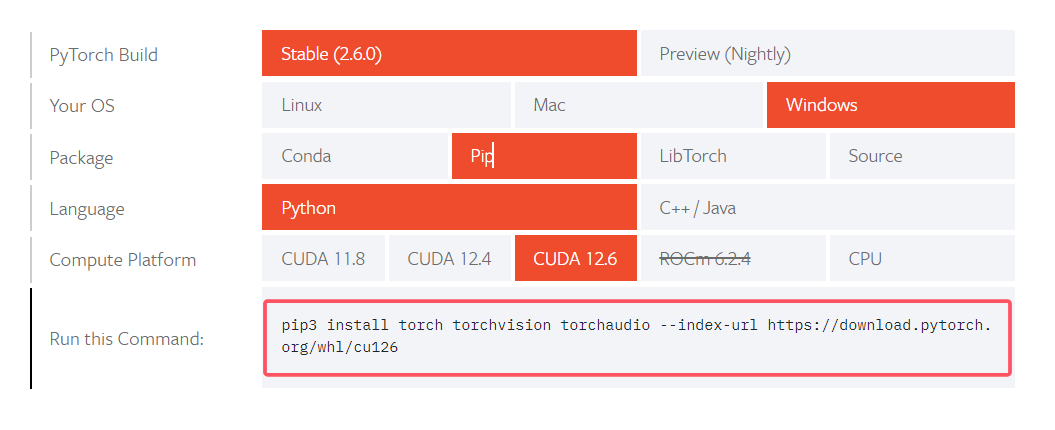 PyTorch Build Stable (2.6.0) Preview (Nightly)
Your OS Linux Mac Windows
Package Conda Pip LibTorch Source
Language Python C++ / Java
Compute Platform CUDA 11.8 CUDA 12.4 CUDA 12.6 ROCm 6.2.4 CPU
Run this Command: pip3 install torch torchvision torchaudio --index-url https://download.pytorch.
org/whl/cu126